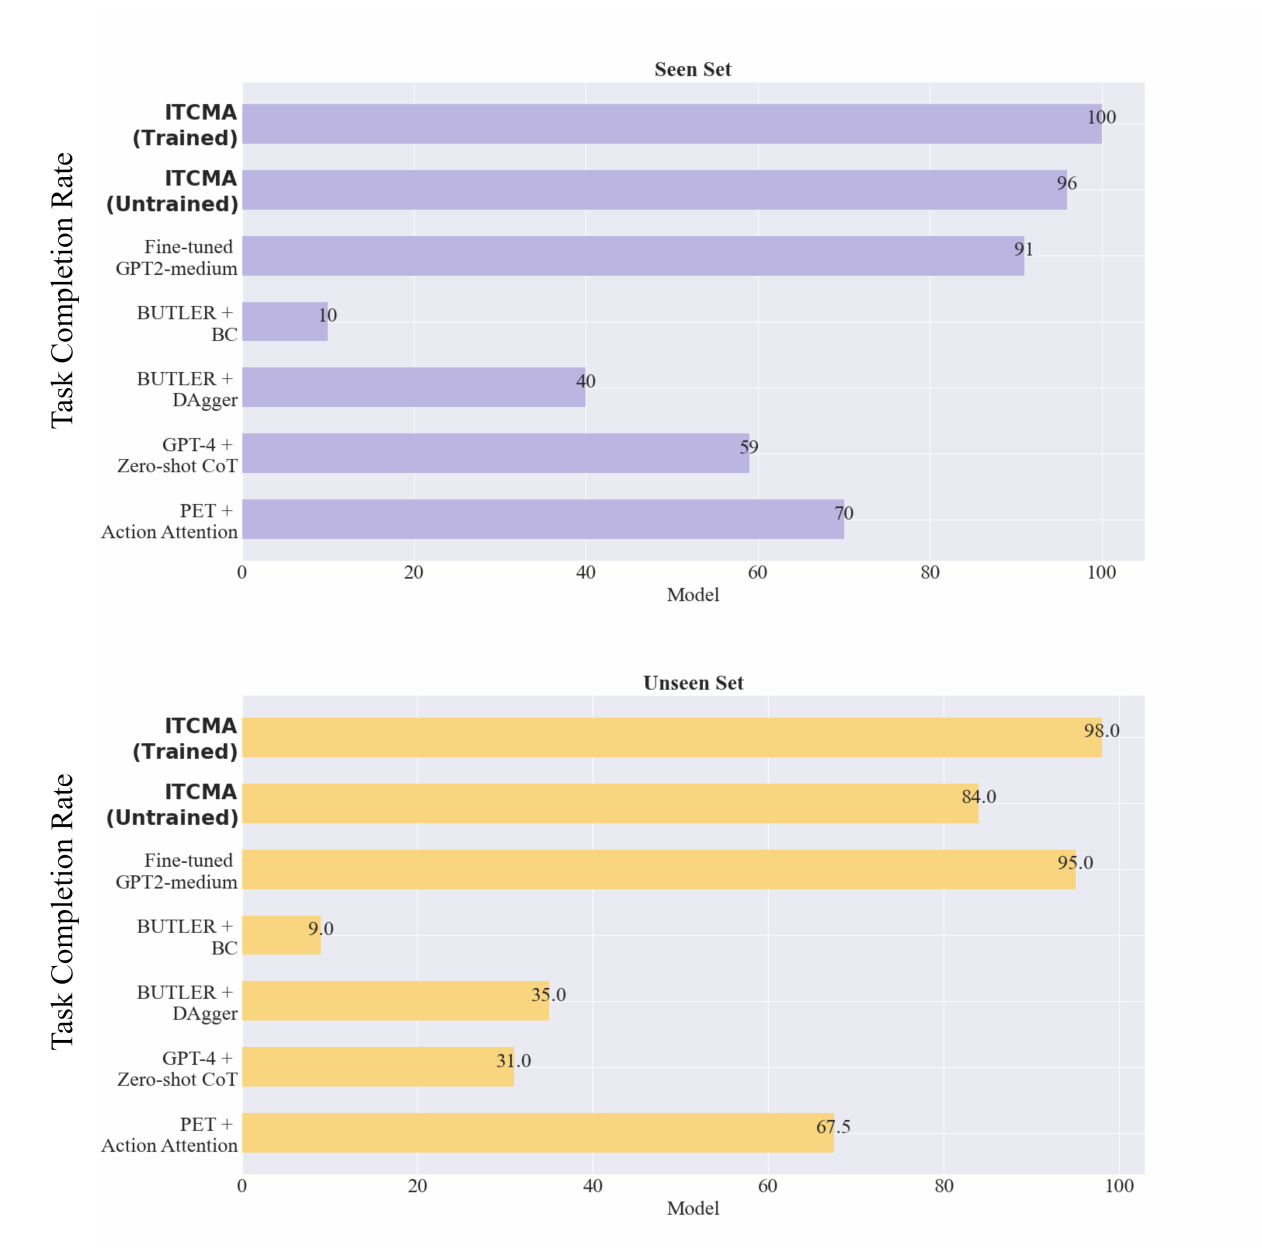 Seen Set
Task Completion Rate
ITCMA
(Trained)
100
ITCMA
(Untrained)
96
Fine-tuned
GPT2-medium
91
BUTLER +
BC
10
BUTLER +
DAgger
40
GPT-4 +
Zero-shot CoT
59
PET +
Action Attention
70
0 20 40 60 80 100
Model
Unseen Set
Task Completion Rate
ITCMA
(Trained)
98.0
ITCMA
(Untrained)
84.0
Fine-tuned
GPT2-medium
95.0
BUTLER +
BC
9.0
BUTLER +
DAgger
35.0
GPT-4 +
Zero-shot CoT
31.0
PET +
Action Attention
67.5
0 20 40 60 80 100
Model